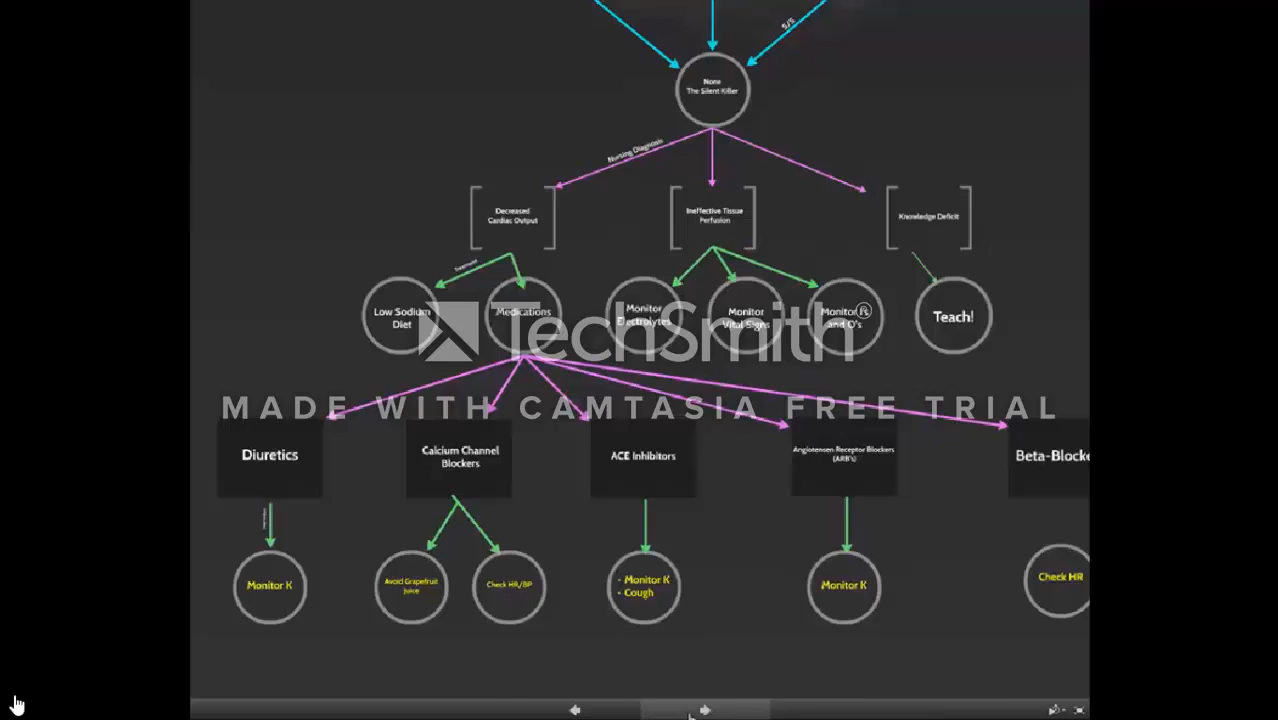 S/S
None
The Silent Killer
Nursing Diagnosis
Decreased
Cardiac Output
Ineffective Tissue
Perfusion
Knowledge Deficit
Low Sodium
Diet
Medications
Monitor
Electrolytes
Monitor
Vital Signs
Monitor
and O's
Teach!
TechSmith®
MADE WITH CAMTASIA FREE TRIAL
Diuretics
Calcium Channel
Blockers
ACE Inhibitors
Angiotensen Receptor Blockers
(ARB's)
Beta-Blocke
Monitor K
Avoid Grapefruit
Juice
Check HR/BP
- Monitor K
- Cough
Monitor K
Check HR